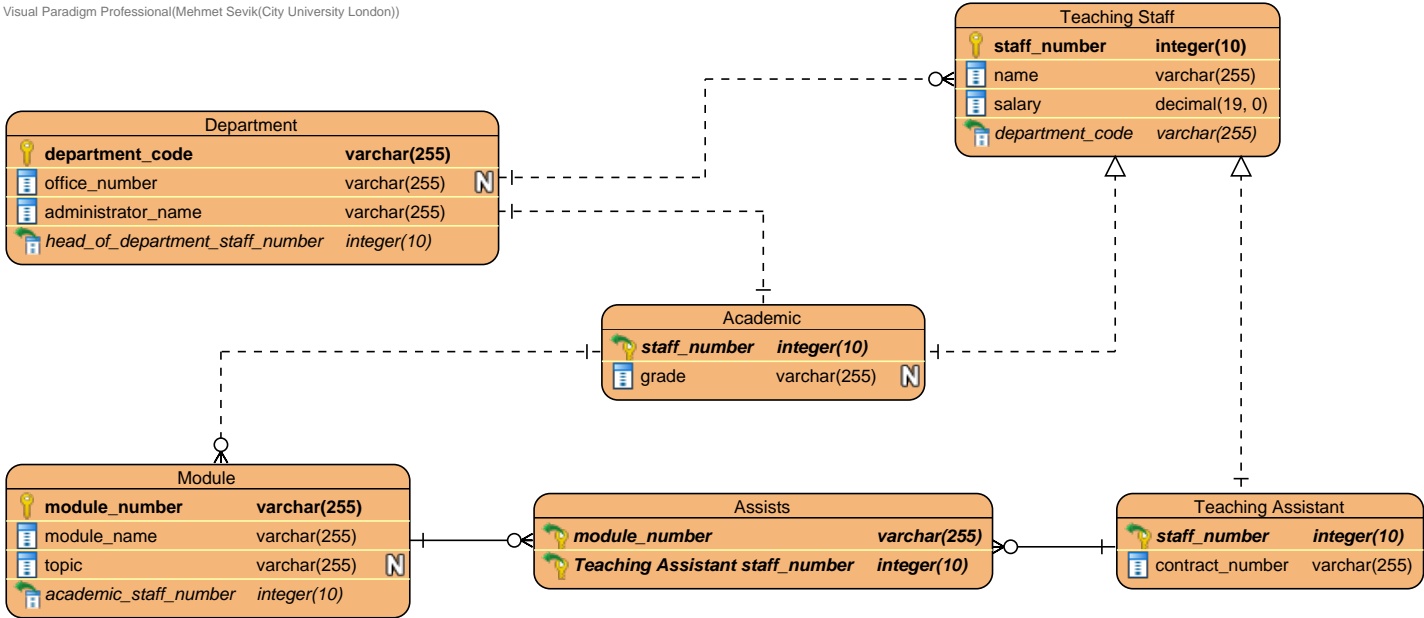 Visual Paradigm Professional(Mehmet Sevik(City University London))
Teaching Staff
staff_number integer(10)
name varchar(255)
salary decimal(19, 0)
department_code varchar(255)
Department
department_code varchar(255)
office_number varchar(255) N
administrator_name varchar(255)
head_of_department_staff_number integer(10)
Academic
staff_number integer(10)
grade varchar(255) N
Module
module_number varchar(255)
module_name varchar(255)
topic varchar(255) N
academic_staff_number integer(10)
Assists
module_number varchar(255)
Teaching Assistant staff_number integer(10)
Teaching Assistant
staff_number integer(10)
contract_number varchar(255)